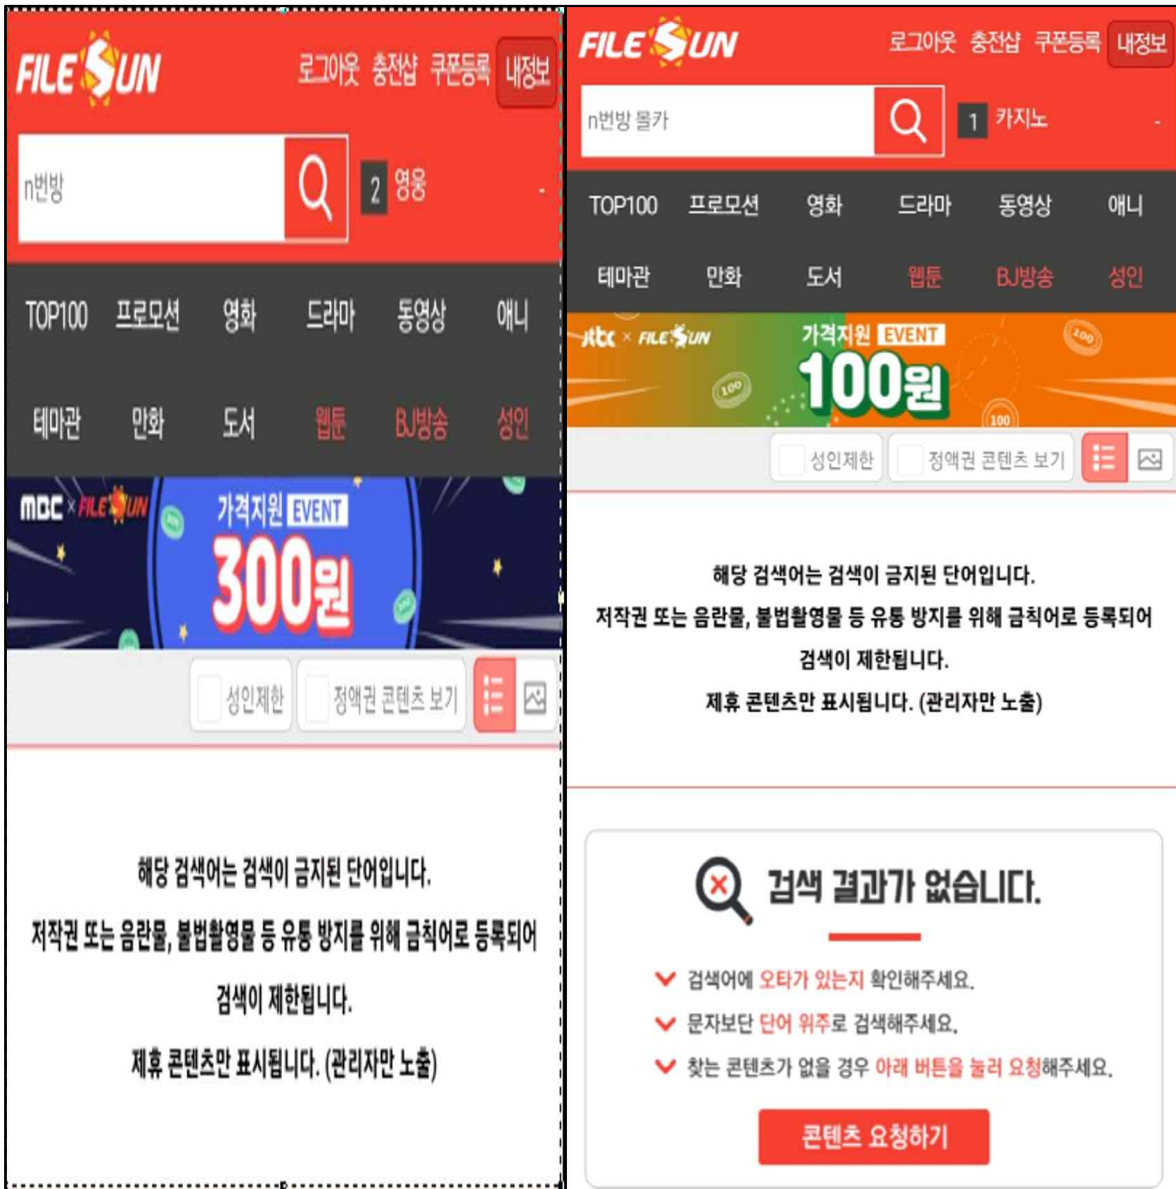 FILE SUN
로그아웃 충전샵 쿠폰등록 내정보
n번방
2 영웅 -
TOP100 프로모션 영화 드라마 동영상 애니
테마관 만화 도서 웹툰 BJ방송 성인
MBC × FILE SUN
가격지원 EVENT
300원
성인제한 정액권 콘텐츠 보기
해당 검색어는 검색이 금지된 단어입니다.
저작권 또는 음란물, 불법촬영물 등 유통 방지를 위해 금칙어로 등록되어
검색이 제한됩니다.
제휴 콘텐츠만 표시됩니다. (관리자만 노출)
FILE SUN
로그아웃 충전샵 쿠폰등록 내정보
n번방 몰카
1 카지노 -
TOP100 프로모션 영화 드라마 동영상 애니
테마관 만화 도서 웹툰 BJ방송 성인
jtbc × FILE SUN
가격지원 EVENT
100원
100
100
100
성인제한 정액권 콘텐츠 보기
해당 검색어는 검색이 금지된 단어입니다.
저작권 또는 음란물, 불법촬영물 등 유통 방지를 위해 금칙어로 등록되어
검색이 제한됩니다.
제휴 콘텐츠만 표시됩니다. (관리자만 노출)
검색 결과가 없습니다.
검색어에 오타가 있는지 확인해주세요.
문자보단 단어 위주로 검색해주세요.
찾는 콘텐츠가 없을 경우 아래 버튼을 눌러 요청해주세요.
콘텐츠 요청하기